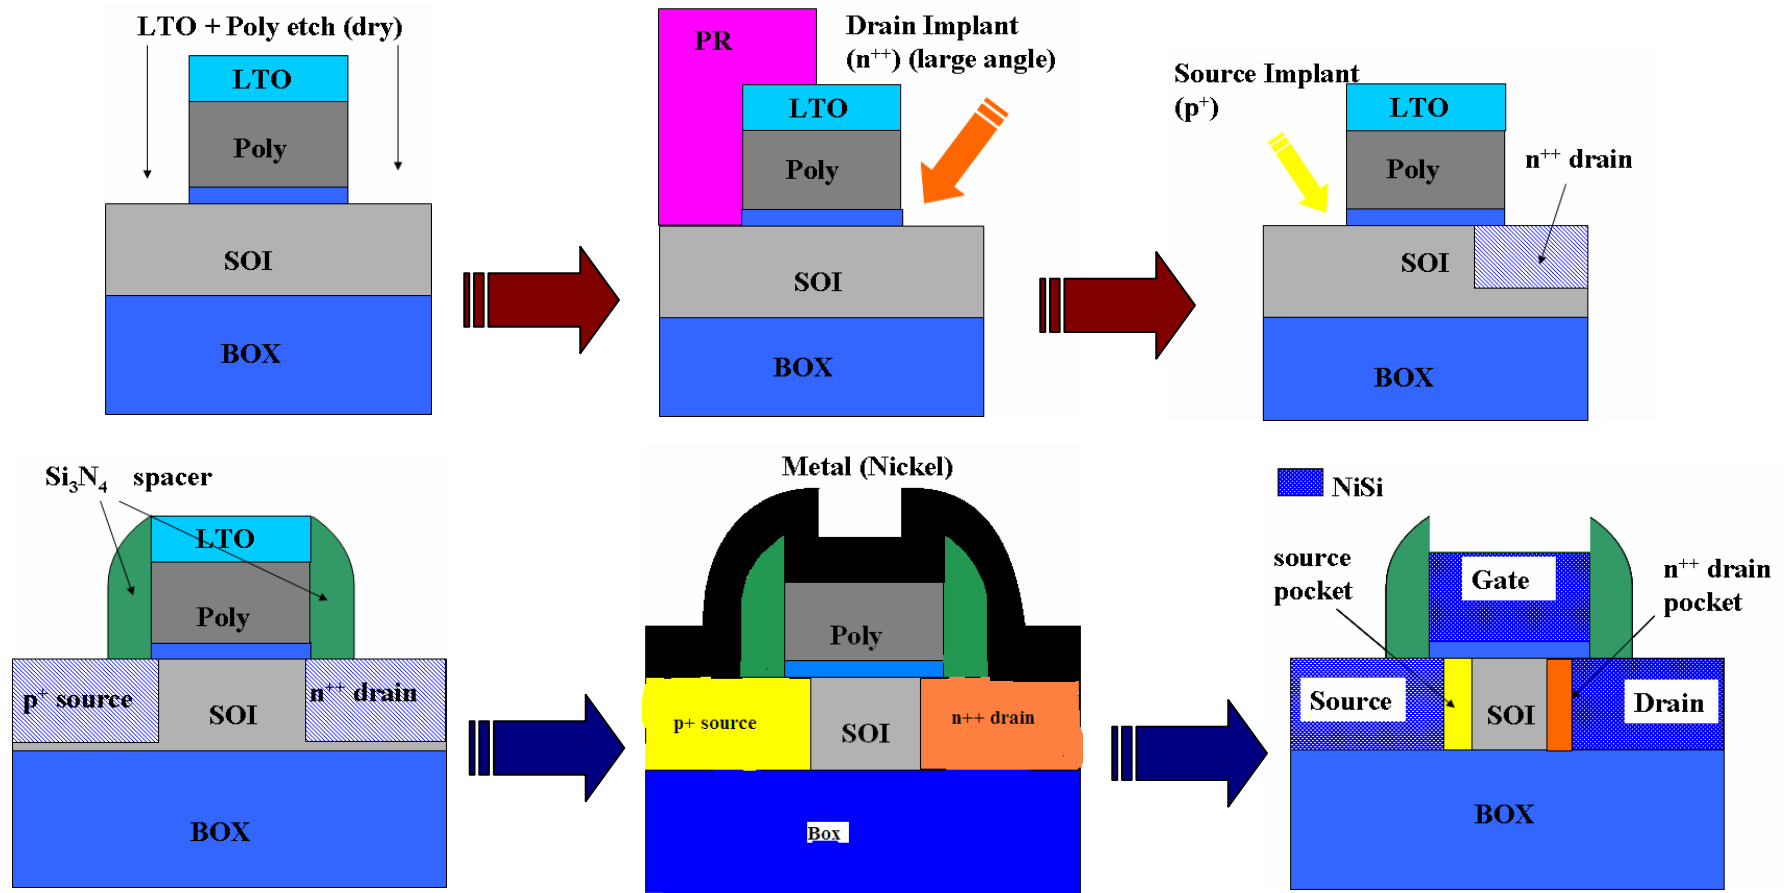 LTO + Poly etch (dry)
LTO
Poly
SOI
BOX
PR
Drain Implant
(n⁺⁺) (large angle)
LTO
Poly
SOI
BOX
Source Implant
(p⁺)
LTO
Poly
n⁺⁺ drain
SOI
BOX
Si₃N₄ spacer
LTO
Poly
p⁺ source
n⁺⁺ drain
SOI
BOX
Metal (Nickel)
Poly
p+ source
SOI
n++ drain
Box
NiSi
source
pocket
Gate
n⁺⁺ drain
pocket
Source
SOI
Drain
BOX